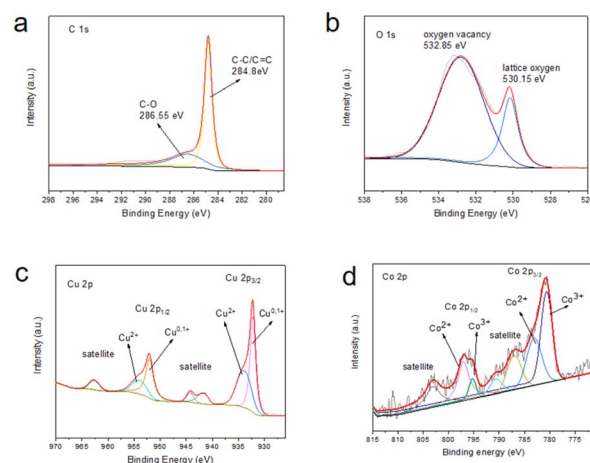 a
C 1s
C-C/C=C
284.8eV
C-O
286.55 eV
Intensity (a.u.)
298 296 294 292 290 288 286 284 282 280
Binding Energy (eV)
b
O 1s
oxygen vacancy
532.85 eV
lattice oxygen
530.15 eV
Intensity (a.u.)
538 536 534 532 530 528 526
Binding Energy (eV)
c
Cu 2p
Cu 2p3/2
Cu 2p1/2
Cu2+
Cu0,1+
Cu2+
Cu0,1+
satellite
satellite
Intensity (a.u.)
970 965 960 955 950 945 940 935 930
Binding energy (eV)
d
Co 2p
Co 2p3/2
Co 2p1/2
Co2+
Co3+
Co2+
Co3+
satellite
satellite
Intensity (a.u.)
815 805 795 790 780 775
Binding Energy (eV)